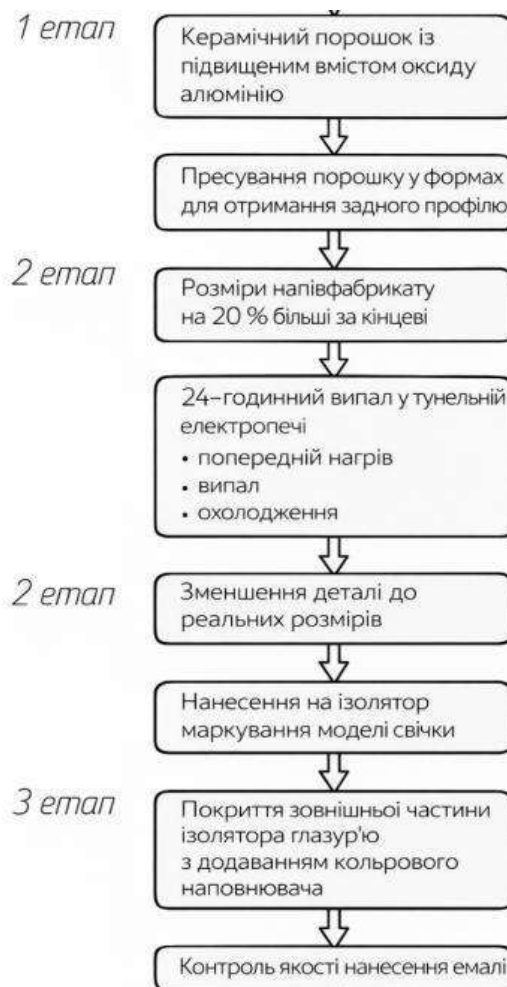 1 етап
Керамічний порошок із
підвищеним вмістом оксиду
алюмінію
Пресування порошку у формах
для отримання задного профілю
2 етап
Розміри напівфабрикату
на 20 % більші за кінцеві
24–годинний випал у тунельній
електропечі
• попередній нагрів
• випал
• охолодження
2 етап
Зменшення деталі до
реальних розмірів
Нанесення на ізолятор
маркування моделі свічки
3 етап
Покриття зовнішньої частини
ізолятора глазур'ю
з додаванням кольрового
наповнювача
Контроль якості нанесення емалі